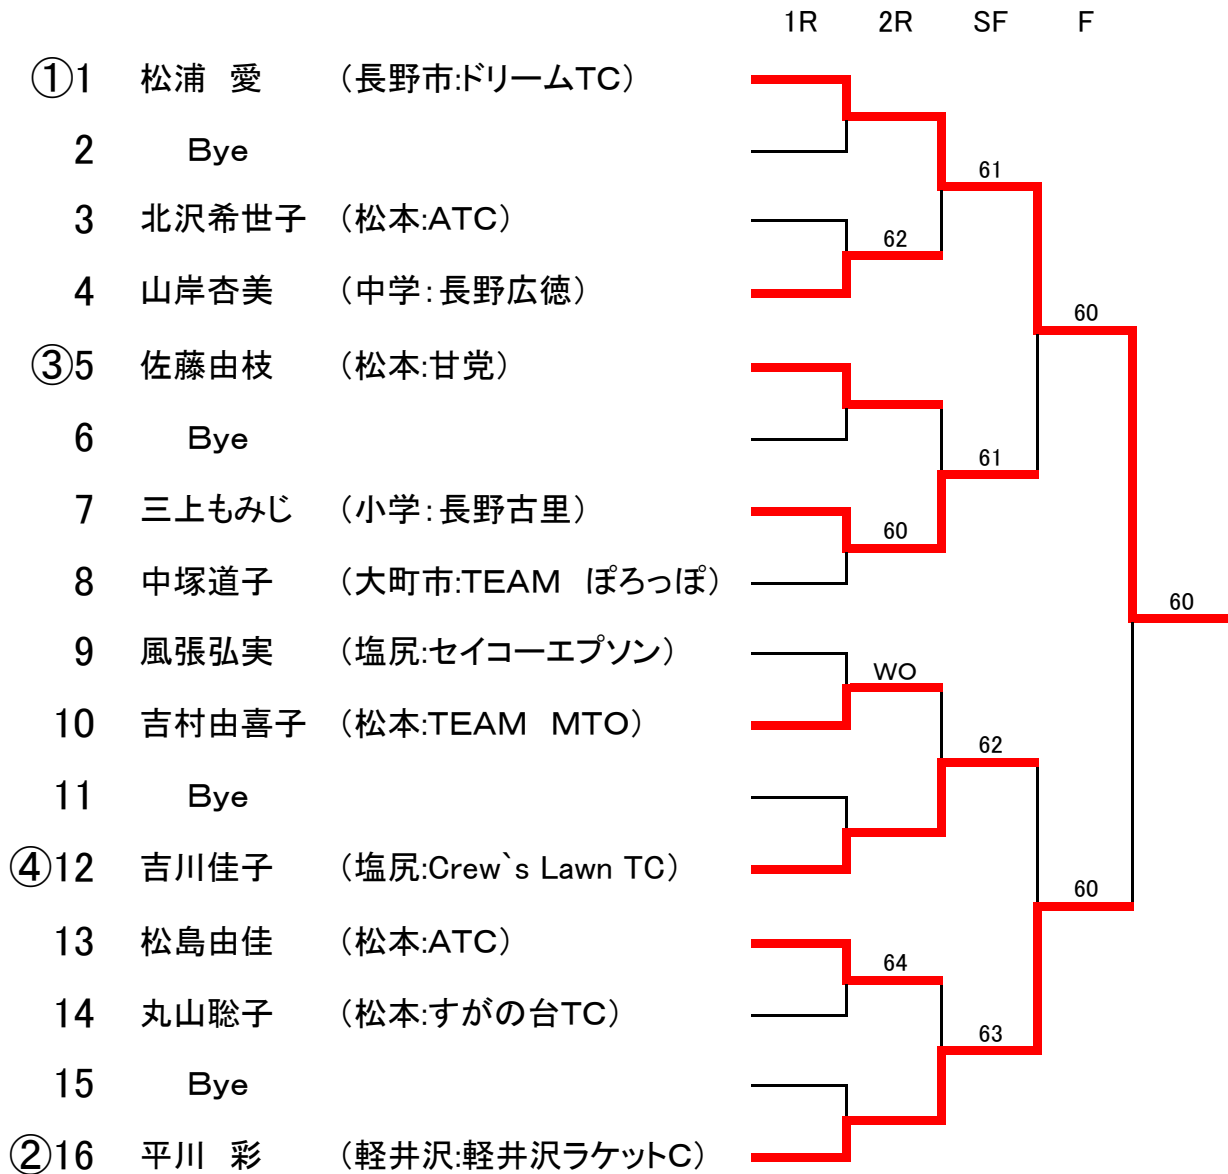 1R 2R SF F
①1 松浦 愛 （長野市:ドリームTC）
2 Bye
61
3 北沢希世子 （松本:ATC）
62
4 山岸杏美 （中学：長野広徳）
60
③5 佐藤由枝 （松本:甘党）
6 Bye
61
7 三上もみじ （小学：長野古里）
60
8 中塚道子 （大町市:TEAM ぽろっぽ）
60
9 風張弘実 （塩尻:セイコーエプソン）
WO
10 吉村由喜子 （松本:TEAM MTO）
62
11 Bye
④12 吉川佳子 （塩尻:Crew`s Lawn TC）
60
13 松島由佳 （松本:ATC）
64
14 丸山聡子 （松本:すがの台TC）
63
15 Bye
②16 平川 彩 （軽井沢:軽井沢ラケットC）